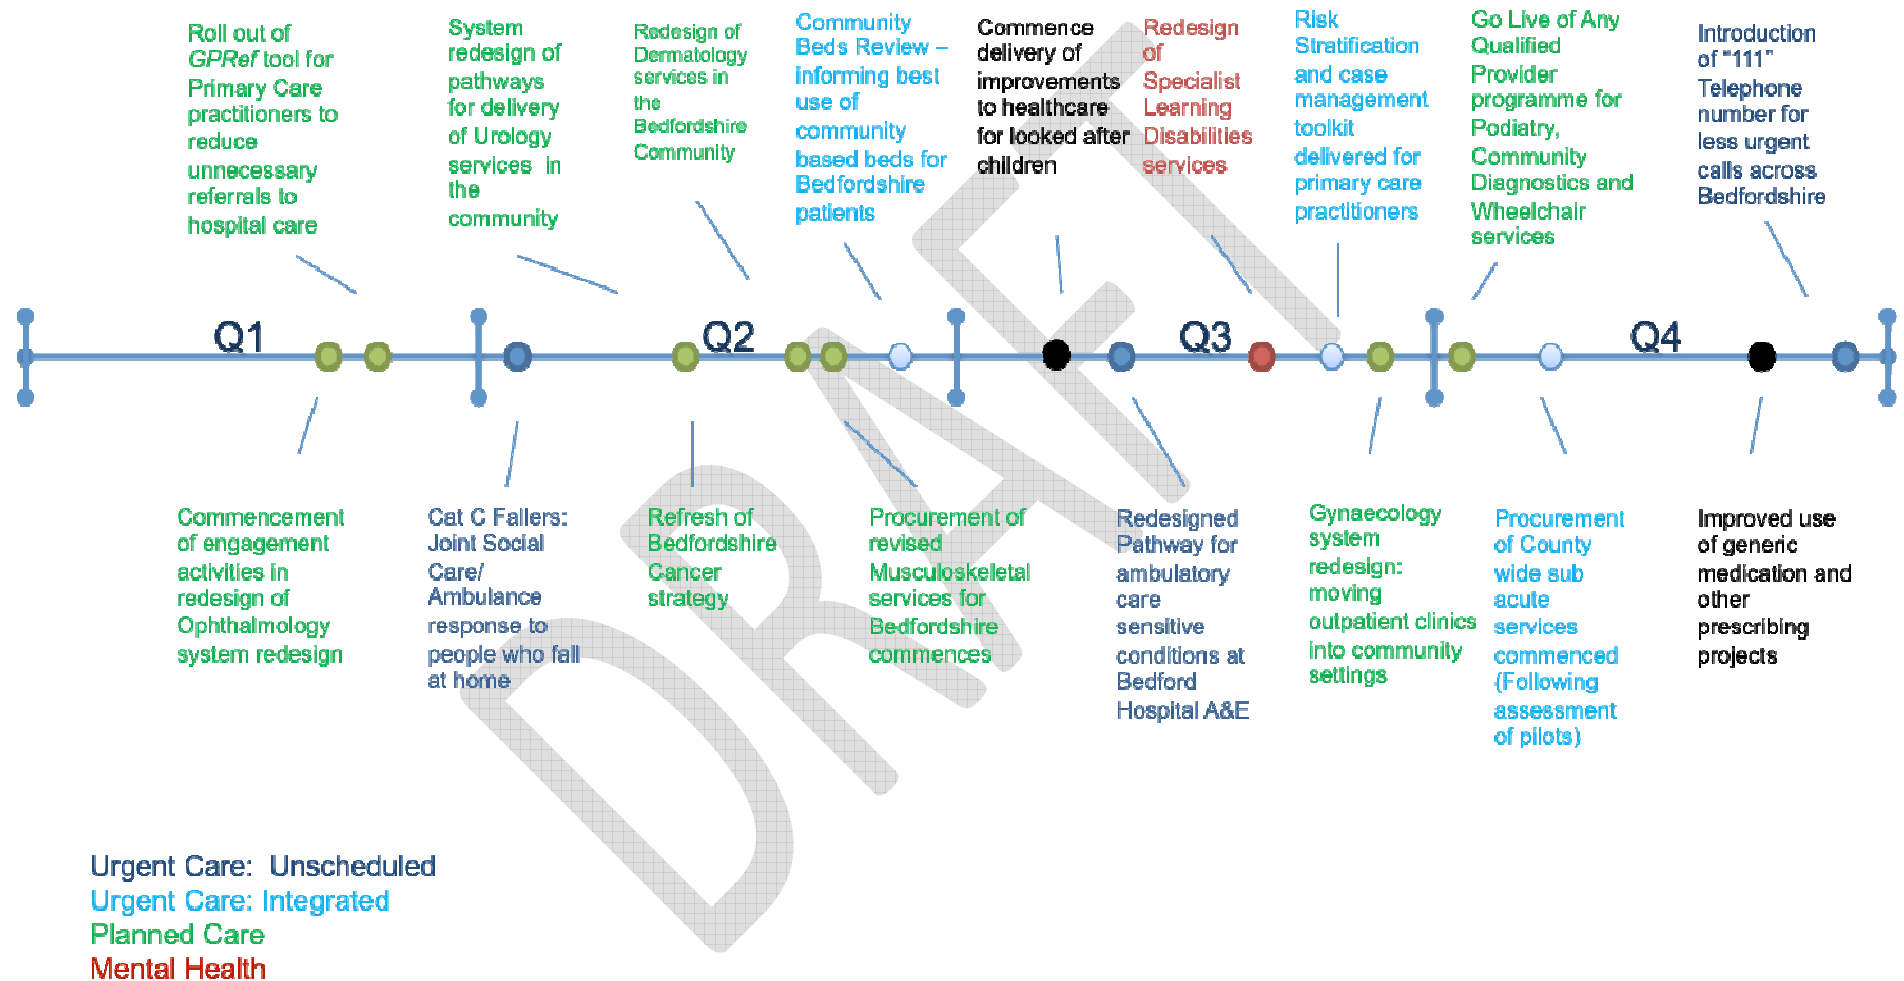 Roll out of
GPRef tool for
Primary Care
practitioners to
reduce
unnecessary
referrals to
hospital care
System
redesign of
pathways
for delivery
of Urology
services in
the
community
Redesign of
Dermatology
services in
the
Bedfordshire
Community
Community
Beds Review –
informing best
use of
community
based beds for
Bedfordshire
patients
Commence
delivery of
improvements
to healthcare
for looked after
children
Redesign
of
Specialist
Learning
Disabilities
services
Risk
Stratification
and case
management
toolkit
delivered for
primary care
practitioners
Go Live of Any
Qualified
Provider
programme for
Podiatry,
Community
Diagnostics and
Wheelchair
services
Introduction
of “111”
Telephone
number for
less urgent
calls across
Bedfordshire
Q1
Q2
Q3
Q4
Commencement
of engagement
activities in
redesign of
Ophthalmology
system redesign
Cat C Fallers:
Joint Social
Care/
Ambulance
response to
people who fall
at home
Refresh of
Bedfordshire
Cancer
strategy
Procurement of
revised
Musculoskeletal
services for
Bedfordshire
commences
Redesigned
Pathway for
ambulatory
care
sensitive
conditions at
Bedford
Hospital A&E
Gynaecology
system
redesign:
moving
outpatient clinics
into community
settings
Procurement
of County
wide sub
acute
services
commenced
(Following
assessment
of pilots)
Improved use
of generic
medication and
other
prescribing
projects
DRAFT
Urgent Care: Unscheduled
Urgent Care: Integrated
Planned Care
Mental Health